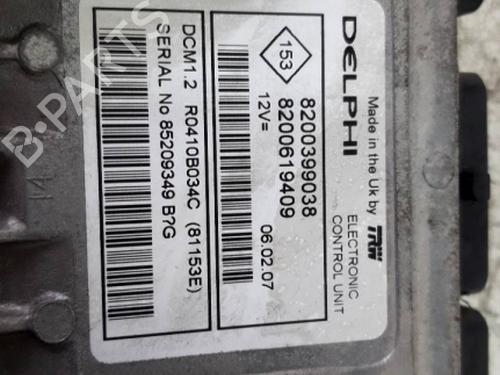 Made in the Uk by TRW
DELPHI
ELECTRONIC
CONTROL UNIT
153
8200399038
8200619409
12V=
06.02.07
DCM1.2 R0410B034C (81153E)
SERIAL No 85209349 B7G
14
B-PARTS